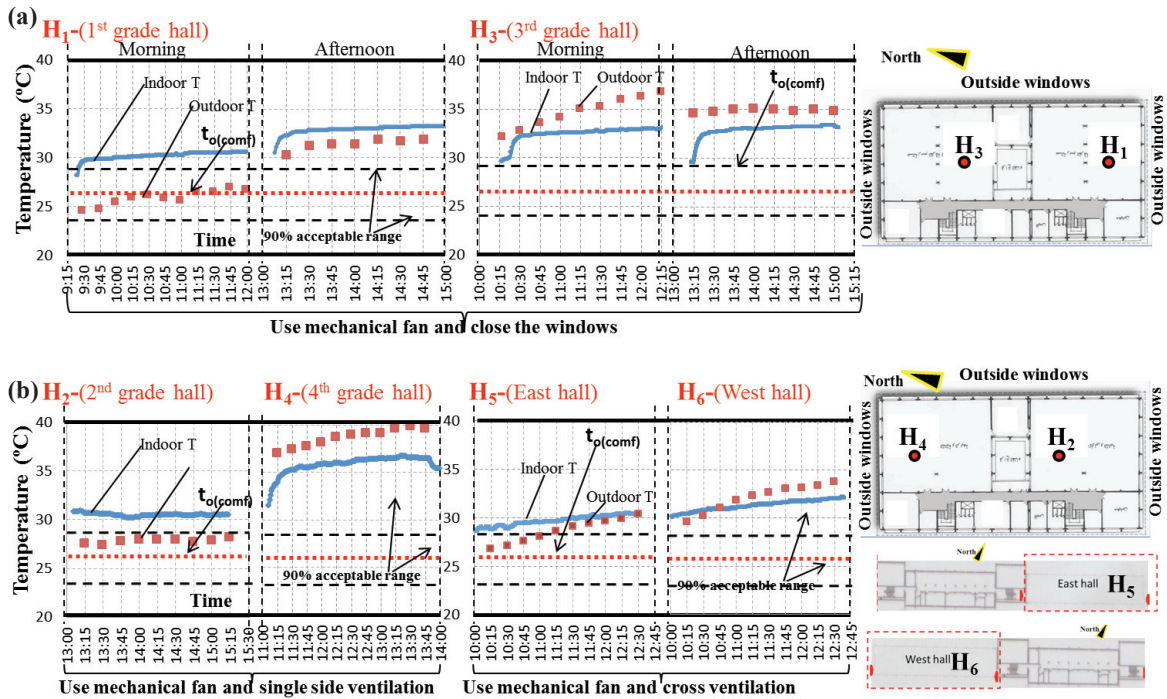 (a)
H1-(1st grade hall)
H3-(3rd grade hall)
Morning
Afternoon
Morning
Afternoon
Temperature (°C)
40
35
30
25
20
Indoor T
Outdoor T
to(comf)
Time
90% acceptable range
Indoor T
Outdoor T
to(comf)
9:15
9:30
9:45
10:00
10:15
10:30
10:45
11:00
11:15
11:30
11:45
12:00
13:00
13:15
13:30
13:45
14:00
14:15
14:30
14:45
15:00
10:00
10:15
10:30
10:45
11:00
11:15
11:30
11:45
12:00
12:15
13:00
13:15
13:30
13:45
14:00
14:15
14:30
14:45
15:00
15:15
Use mechanical fan and close the windows
North
Outside windows
Outside windows
Outside windows
H3
H1
(b)
H2-(2nd grade hall)
H4-(4th grade hall)
H5-(East hall)
H6-(West hall)
Temperature (°C)
40
35
30
25
20
Indoor T
to(comf)
Time
90% acceptable range
40
35
30
25
20
Indoor T
to(comf)
Outdoor T
90% acceptable range
13:00
13:15
13:30
13:45
14:00
14:15
14:30
14:45
15:00
15:15
15:30
11:00
11:15
11:30
11:45
12:00
12:15
12:30
12:45
13:00
13:15
13:30
13:45
14:00
10:00
10:15
10:30
10:45
11:00
11:15
11:30
11:45
12:00
12:15
12:30
10:00
10:15
10:30
10:45
11:00
11:15
11:30
11:45
12:00
12:15
12:30
12:45
Use mechanical fan and single side ventilation
Use mechanical fan and cross ventilation
North
Outside windows
Outside windows
Outside windows
H4
H2
North
East hall
H5
North
West hall
H6